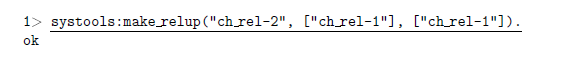 1> systools:make_relup("ch_rel-2", ["ch_rel-1"], ["ch_rel-1"]).
ok